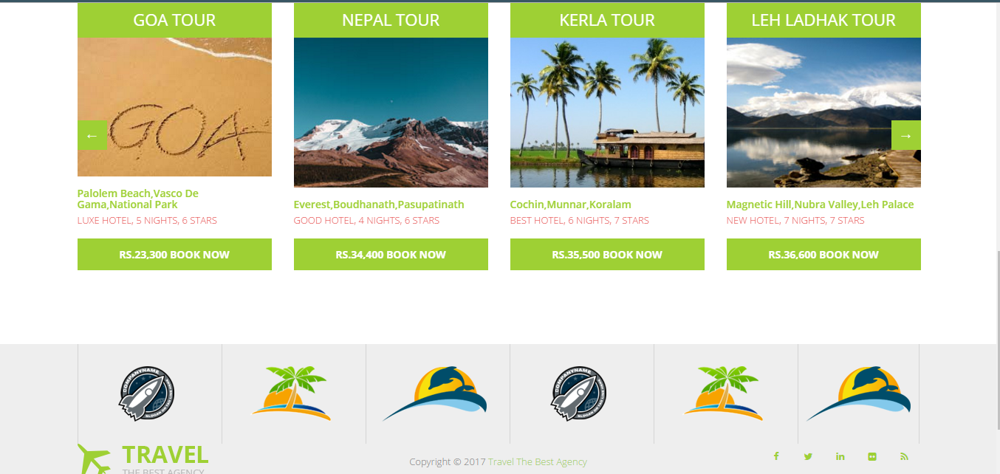 GOA TOUR
NEPAL TOUR
KERLA TOUR
LEH LADHAK TOUR
GOA
←
→
Palolem Beach,Vasco De
Gama,National Park
LUXE HOTEL, 5 NIGHTS, 6 STARS
RS.23,300 BOOK NOW
Everest,Boudhanath,Pasupatinath
GOOD HOTEL, 4 NIGHTS, 6 STARS
RS.34,400 BOOK NOW
Cochin,Munnar,Koralam
BEST HOTEL, 6 NIGHTS, 7 STARS
RS.35,500 BOOK NOW
Magnetic Hill,Nubra Valley,Leh Palace
NEW HOTEL, 7 NIGHTS, 7 STARS
RS.36,600 BOOK NOW
COMPANYNAME
COMPANYNAME
TRAVEL
THE BEST AGENCY
Copyright © 2017 Travel The Best Agency